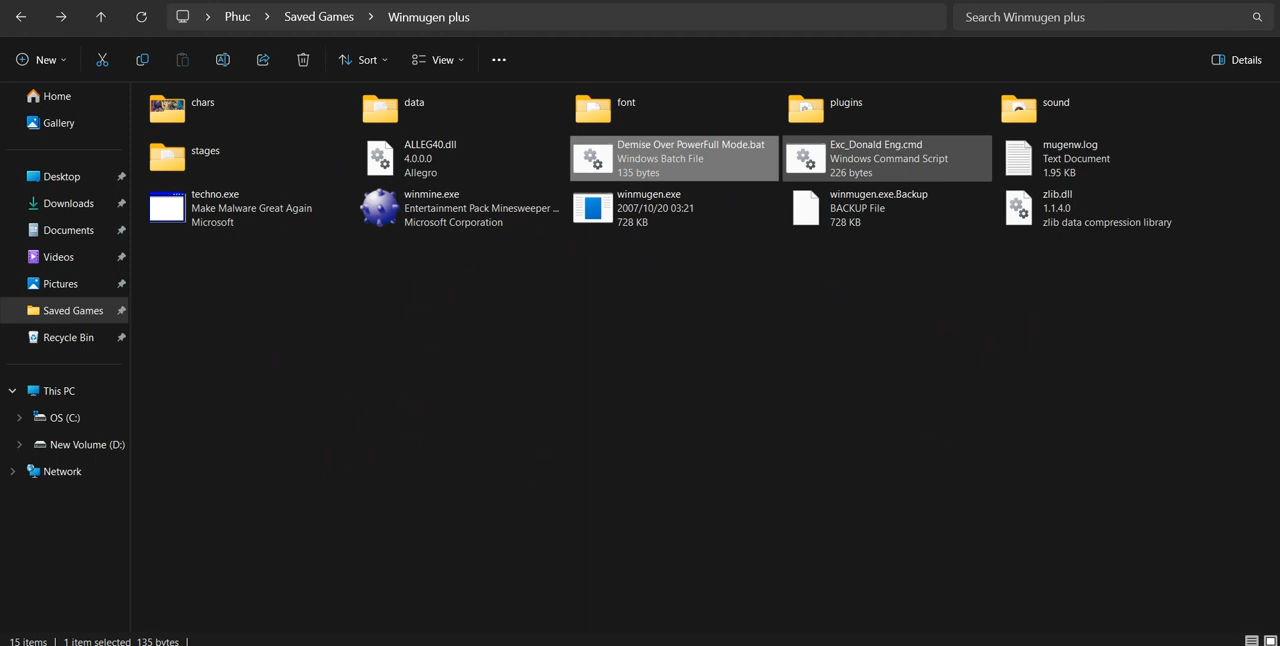 Phuc > Saved Games > Winmugen plus
Search Winmugen plus
New
Sort
View
Details
Home
Gallery
Desktop
Downloads
Documents
Videos
Pictures
Saved Games
Recycle Bin
This PC
OS (C:)
New Volume (D:)
Network
chars
data
font
plugins
sound
stages
ALLEG40.dll
4.0.0.0
Allegro
Demise Over PowerFull Mode.bat
Windows Batch File
135 bytes
Exc_Donald Eng.cmd
Windows Command Script
226 bytes
mugenw.log
Text Document
1.95 KB
techno.exe
Make Malware Great Again
Microsoft
winmine.exe
Entertainment Pack Minesweeper ...
Microsoft Corporation
winmugen.exe
2007/10/20 03:21
728 KB
winmugen.exe.Backup
BACKUP File
728 KB
zlib.dll
1.1.4.0
zlib data compression library
15 items | 1 item selected 135 bytes |